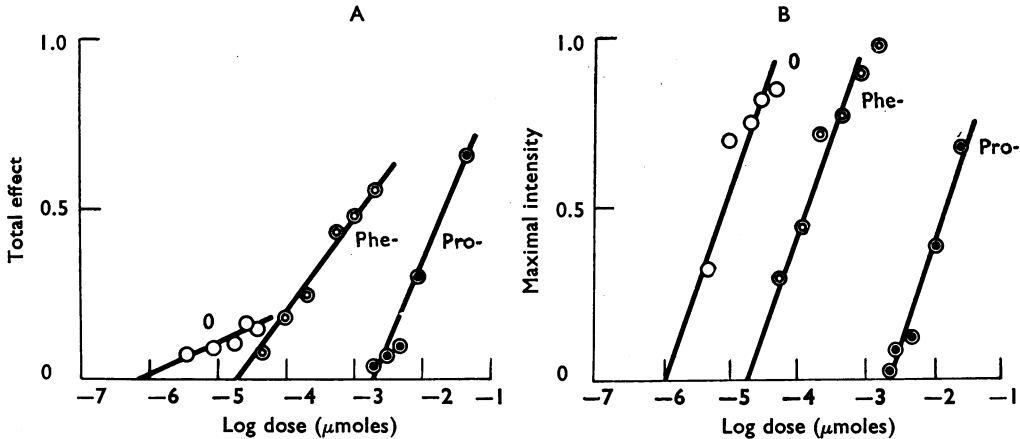 A
1.0
0.5
0
Total effect
O
Phe-
Pro-
−7 −6 −5 −4 −3 −2 −1
Log dose (μmoles)
B
1.0
0.5
0
Maximal intensity
O
Phe-
Pro-
−7 −6 −5 −4 −3 −2 −1
Log dose (μmoles)